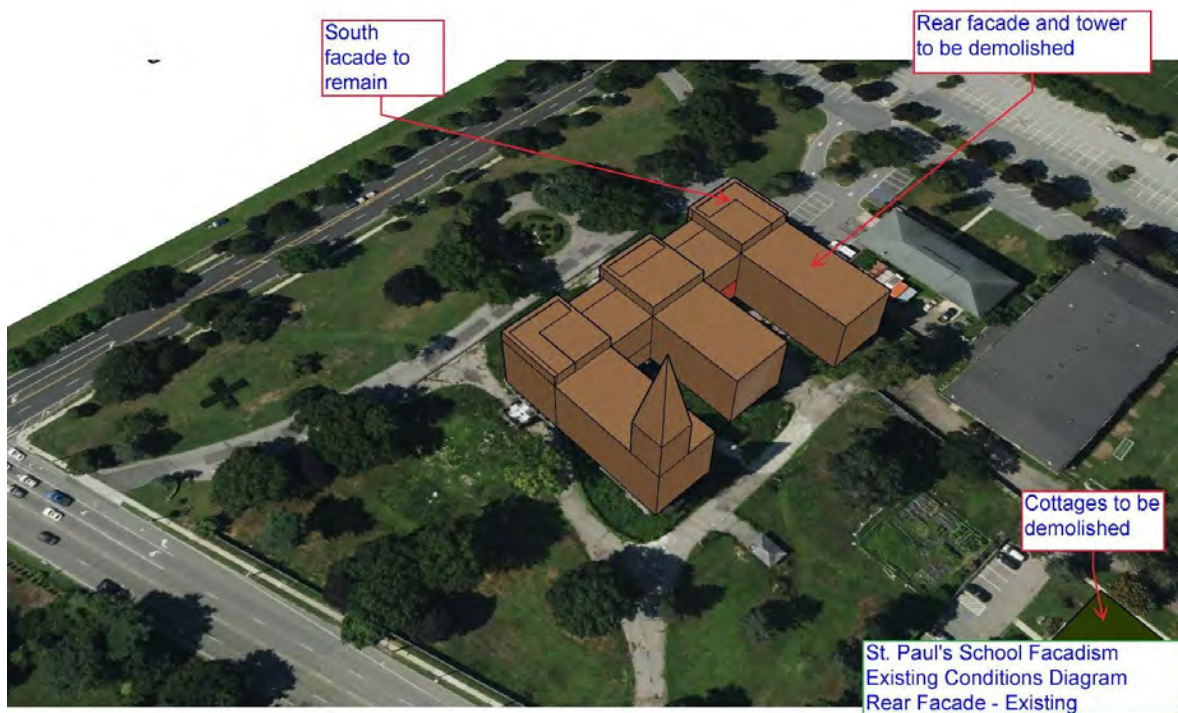 South
facade to
remain
Rear facade and tower
to be demolished
Cottages to be
demolished
St. Paul's School Facadism
Existing Conditions Diagram
Rear Facade - Existing